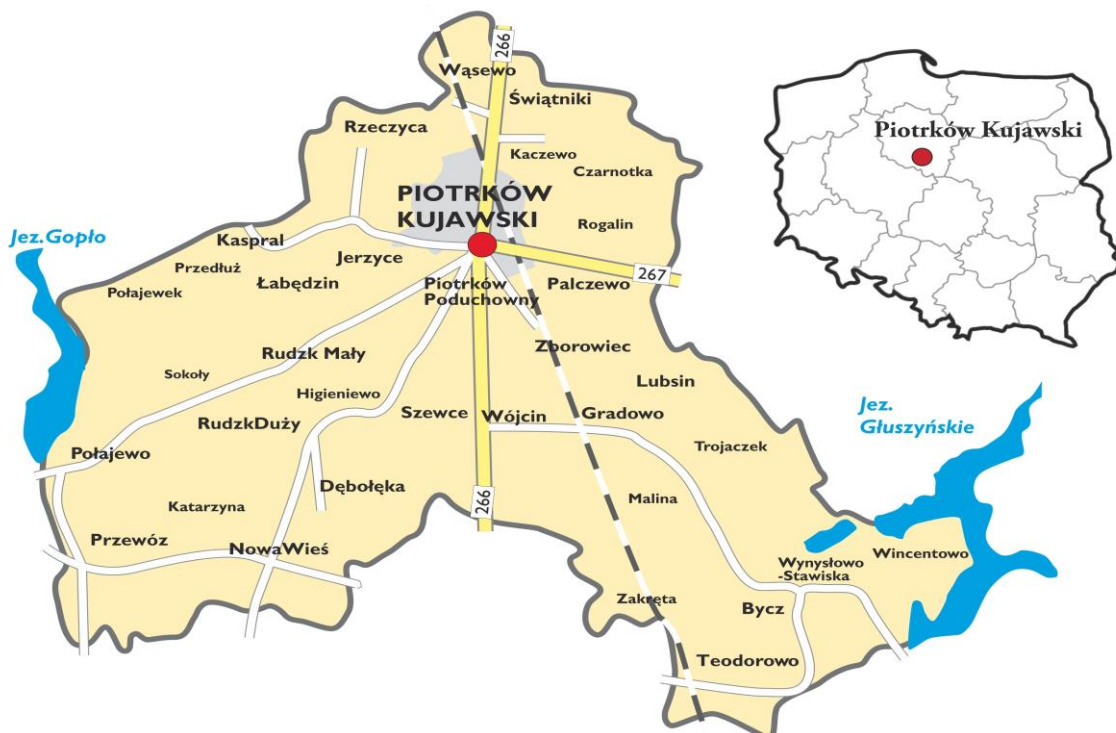 266
Wąsewo
Świątniki
Rzeczyca
Kaczewo
Czarnotka
PIOTRKÓW
KUJAWSKI
Rogalin
Jez.Gopło
Kaspral
Jerzyce
Przedłuż
Łabędzin
Połajewek
Piotrków
Poduchowny
Palczewo
267
Rudzk Mały
Zborowiec
Sokoły
Higieniewo
Lubsin
RudzkDuży
Szewce
Wójcin
Gradowo
Jez.
Głuszyńskie
Połajewo
Trojaczek
Dębołęka
266
Malina
Katarzyna
Przewóz
NowaWieś
Wynysłowo
-Stawiska
Wincentowo
Zakręta
Bycz
Teodorowo
Piotrków Kujawski